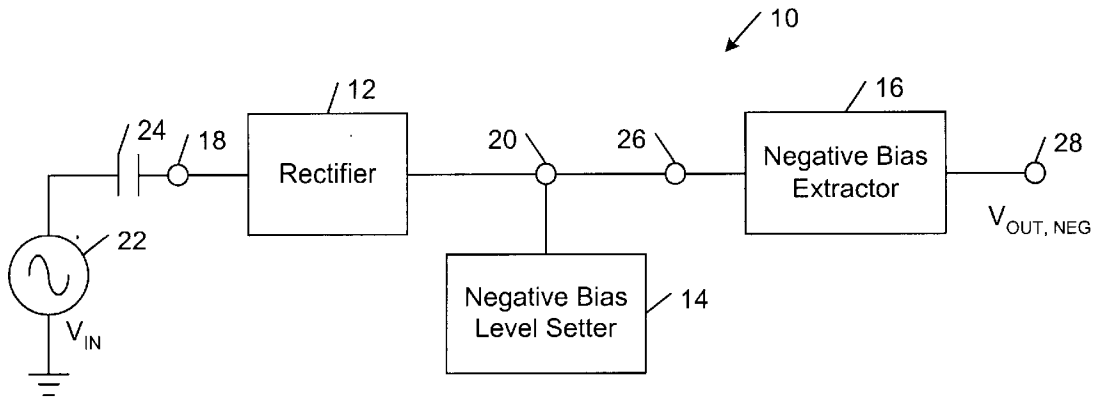 10
12
16
24
18
20
26
28
Rectifier
Negative Bias
Extractor
V_OUT, NEG
22
Negative Bias
Level Setter
14
V_IN